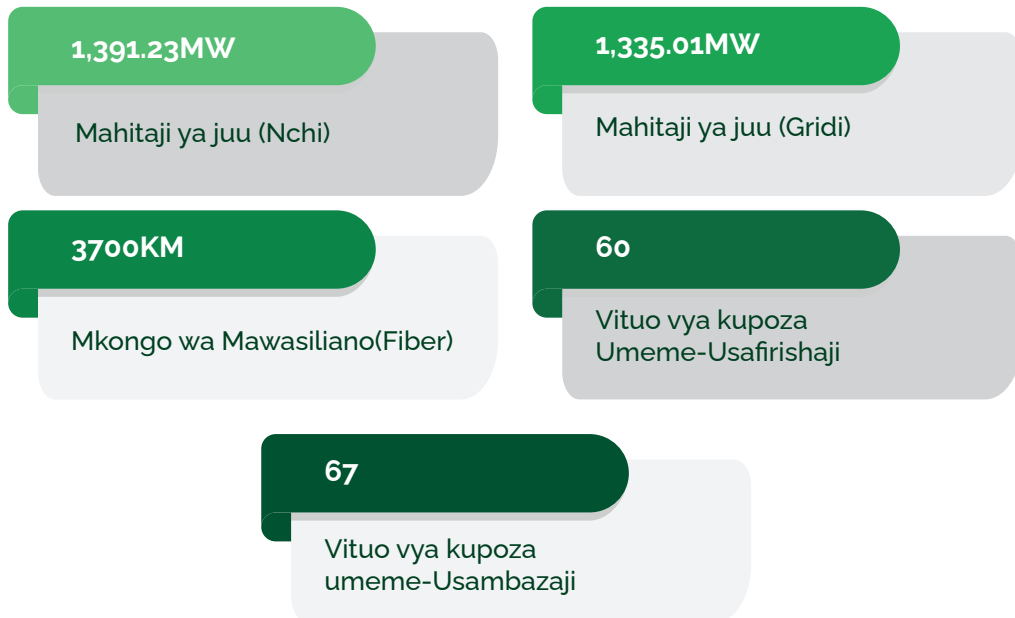 1,391.23MW
Mahitaji ya juu (Nchi)
1,335.01MW
Mahitaji ya juu (Gridi)
3700KM
Mkongo wa Mawasiliano(Fiber)
60
Vituo vya kupoza
Umeme-Usafirishaji
67
Vituo vya kupoza
umeme-Usambazaji